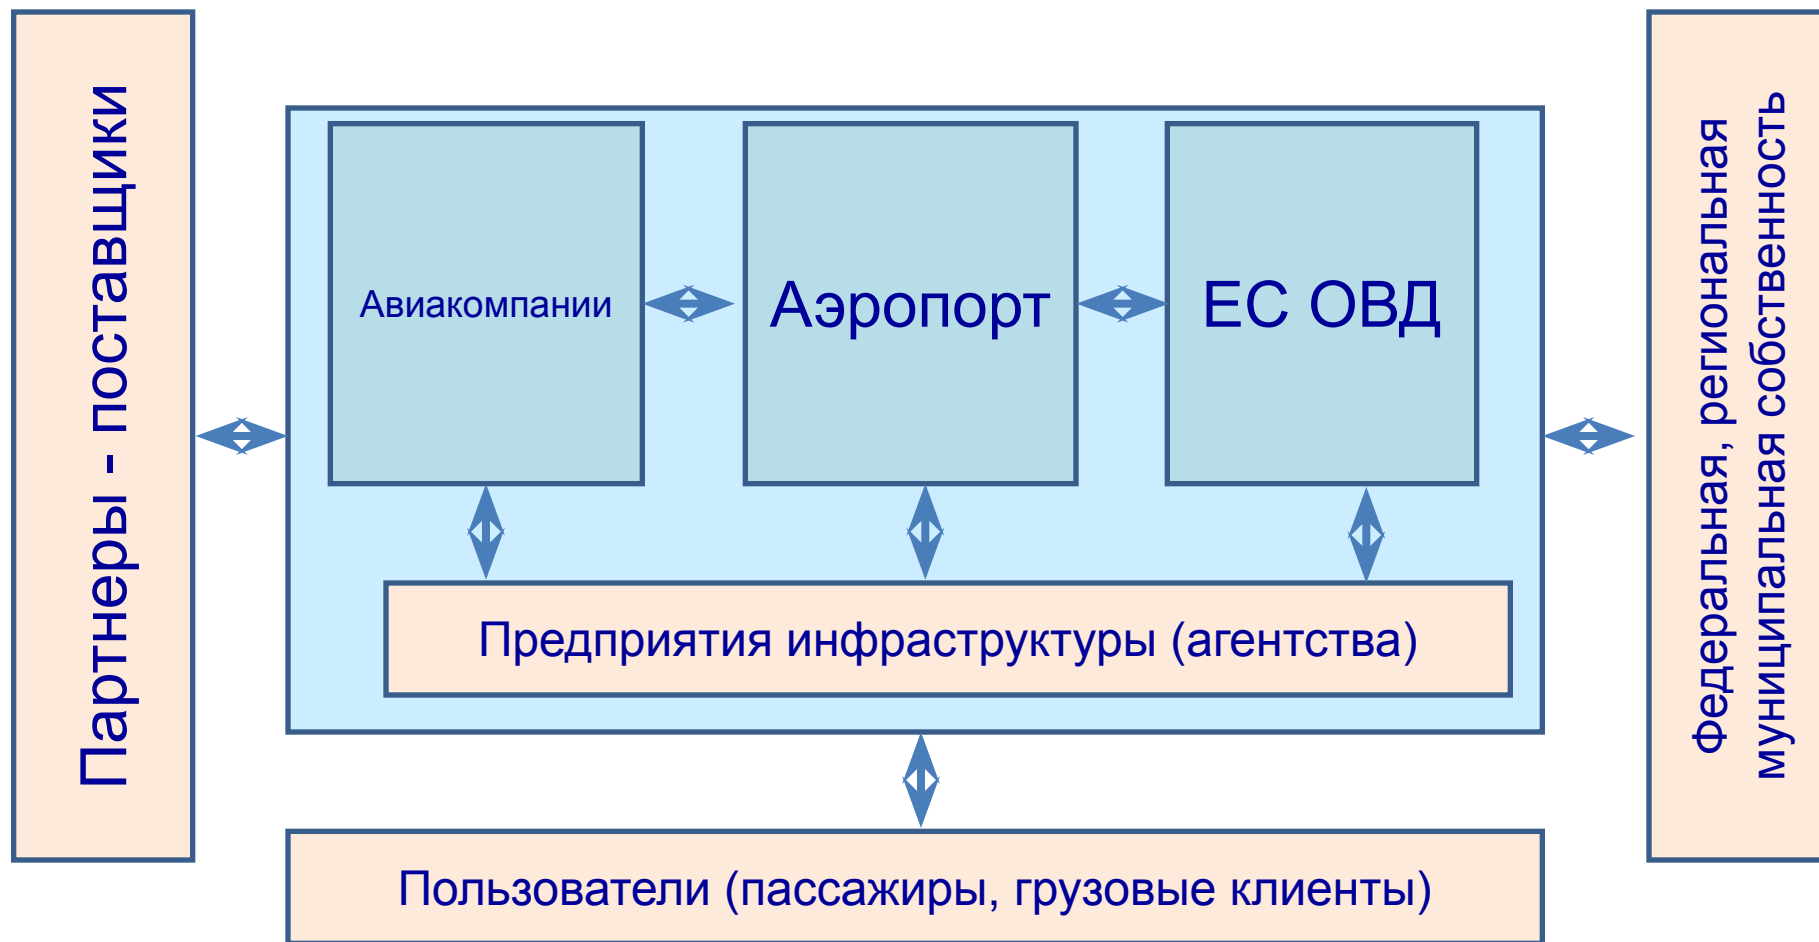 Партнеры - поставщики
Авиакомпании
Аэропорт
ЕС ОВД
Предприятия инфраструктуры (агентства)
Пользователи (пассажиры, грузовые клиенты)
Федеральная, региональная
муниципальная собственность